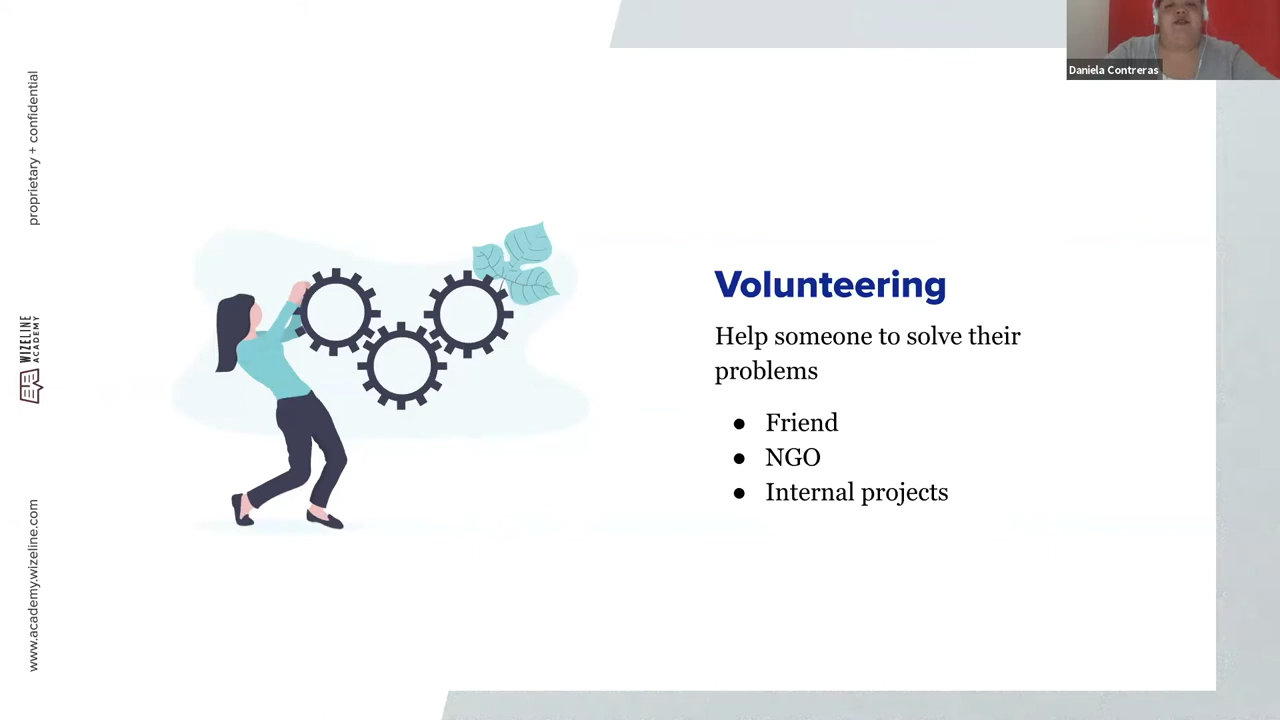 Daniela Contreras
proprietary + confidential
WIZELINE
ACADEMY
www.academy.wizeline.com
Volunteering
Help someone to solve their
problems
● Friend
● NGO
● Internal projects